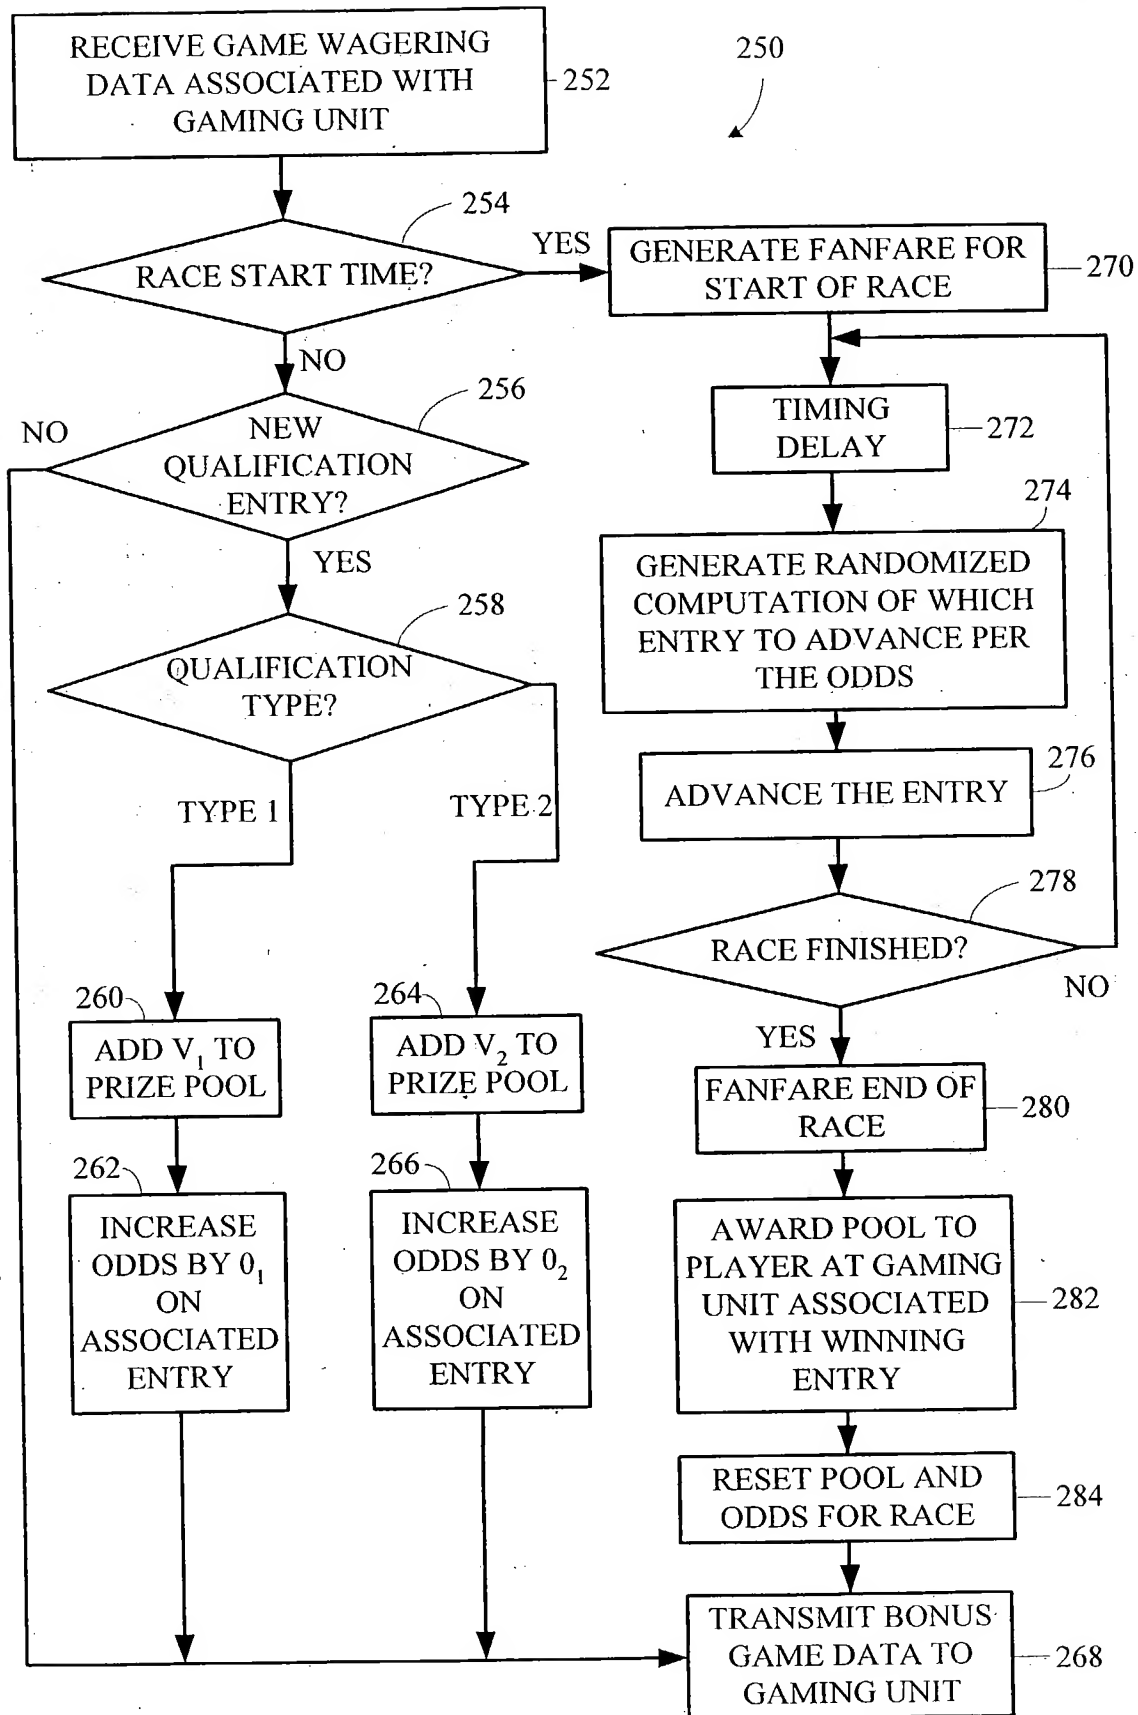 RECEIVE GAME WAGERING
DATA ASSOCIATED WITH
GAMING UNIT
252
250
254
RACE START TIME?
YES
GENERATE FANFARE FOR
START OF RACE
270
NO
256
NO
NEW
QUALIFICATION
ENTRY?
YES
TIMING
DELAY
272
274
GENERATE RANDOMIZED
COMPUTATION OF WHICH
ENTRY TO ADVANCE PER
THE ODDS
258
QUALIFICATION
TYPE?
TYPE 1
TYPE 2
276
ADVANCE THE ENTRY
278
RACE FINISHED?
NO
YES
260
ADD V₁ TO
PRIZE POOL
264
ADD V₂ TO
PRIZE POOL
FANFARE END OF
RACE
280
262
INCREASE
ODDS BY 0₁
ON
ASSOCIATED
ENTRY
266
INCREASE
ODDS BY 0₂
ON
ASSOCIATED
ENTRY
AWARD POOL TO
PLAYER AT GAMING
UNIT ASSOCIATED
WITH WINNING
ENTRY
282
RESET POOL AND
ODDS FOR RACE
284
TRANSMIT BONUS
GAME DATA TO
GAMING UNIT
268